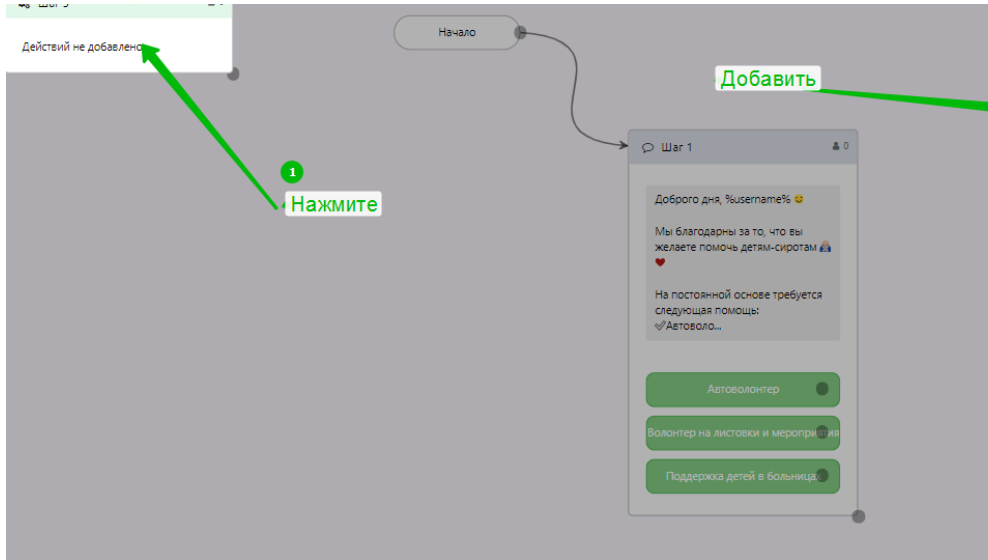 Шаг 5
Действий не добавлено
Начало
Добавить
1
Нажмите
Шаг 1
0
Доброго дня, %username% 😊
Мы благодарны за то, что вы
желаете помочь детям-сиротам
❤
На постоянной основе требуется
следующая помощь:
✅Автоволо...
Автоволонтер
Волонтер на листовки и мероприятия
Поддержка детей в больницах